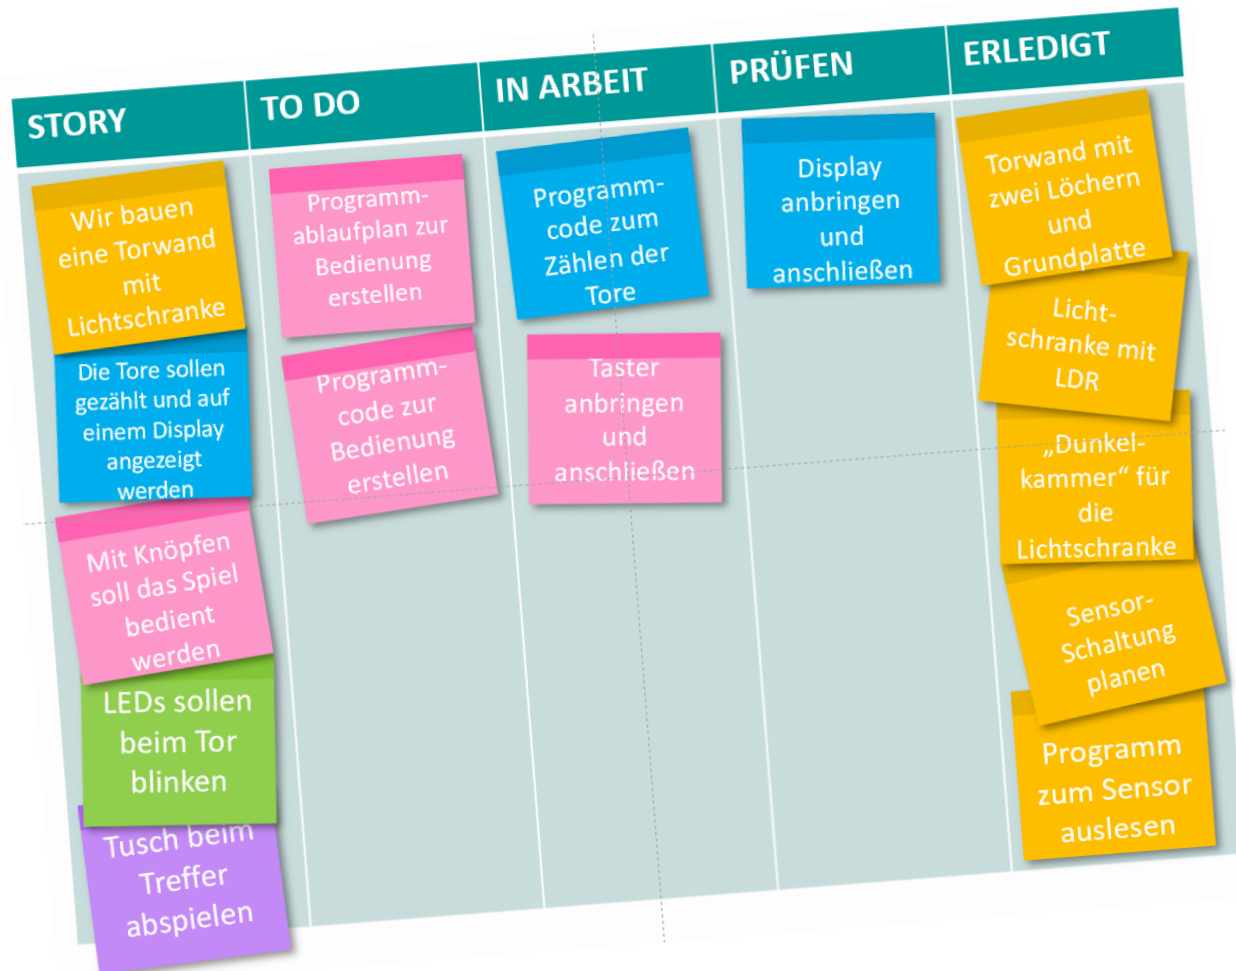 STORY
TO DO
IN ARBEIT
PRÜFEN
ERLEDIGT
Wir bauen
eine Torwand
mit
Lichtschranke
Die Tore sollen
gezählt und auf
einem Display
angezeigt
werden
Mit Knöpfen
soll das Spiel
bedient
werden
LEDs sollen
beim Tor
blinken
Tusch beim
Treffer
abspielen
Programm-
ablaufplan zur
Bedienung
erstellen
Programm-
code zur
Bedienung
erstellen
Programm-
code zum
Zählen der
Tore
Taster
anbringen
und
anschließen
Display
anbringen
und
anschließen
Torwand mit
zwei Löchern
und
Grundplatte
Licht-
schranke mit
LDR
„Dunkel-
kammer“ für
die
Lichtschranke
Sensor-
Schaltung
planen
Programm
zum Sensor
auslesen